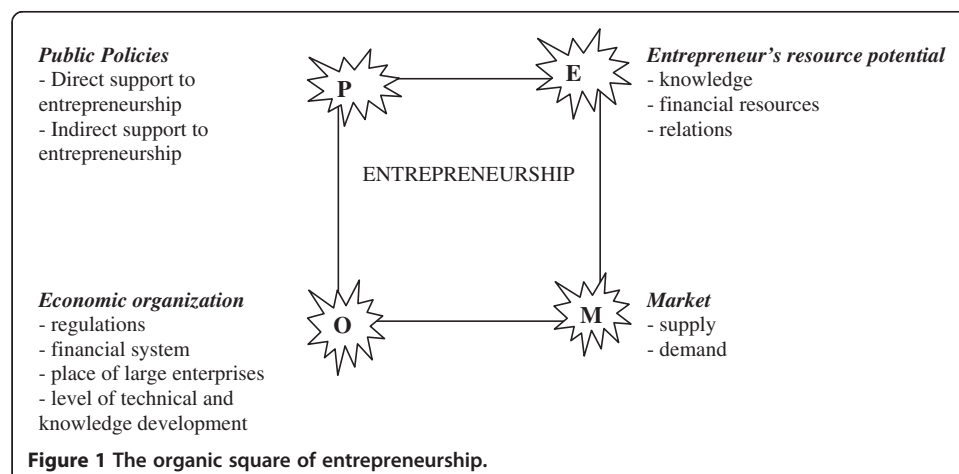 Public Policies
- Direct support to
entrepreneurship
- Indirect support to
entrepreneurship
P
E
Entrepreneur's resource potential
- knowledge
- financial resources
- relations
ENTREPRENEURSHIP
Economic organization
- regulations
- financial system
- place of large enterprises
- level of technical and
knowledge development
O
M
Market
- supply
- demand
Figure 1 The organic square of entrepreneurship.